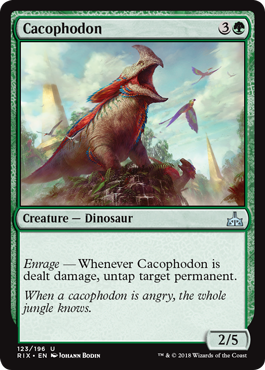 Cacophodon 3
Creature — Dinosaur
Enrage — Whenever Cacophodon is
dealt damage, untap target permanent.
When a cacophodon is angry, the whole
jungle knows.
2/5
123/196 U
RIX • EN Johann Bodin
™ & © 2018 Wizards of the Coast